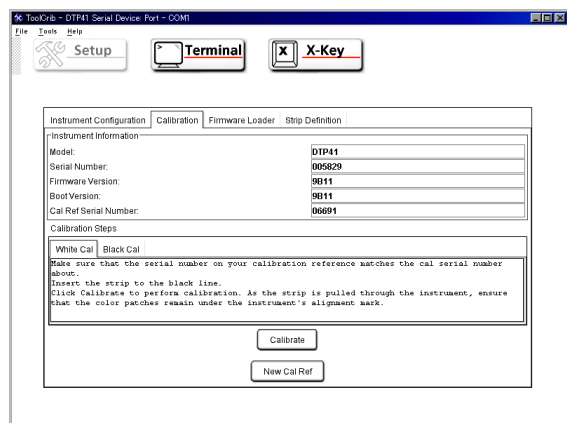 ToolCrib - DTP41 Serial Device: Port - COM1
File Tools Help
Setup Terminal X X-Key
Instrument Configuration Calibration Firmware Loader Strip Definition
Instrument Information
Model: DTP41
Serial Number: 005829
Firmware Version: 9B11
Boot Version: 9B11
Cal Ref Serial Number: 06691
Calibration Steps
White Cal Black Cal
Make sure that the serial number on your calibration reference matches the cal serial number
about.
Insert the strip to the black line.
Click Calibrate to perform calibration. As the strip is pulled through the instrument, ensure
that the color patches remain under the instrument's alignment mark.
Calibrate
New Cal Ref